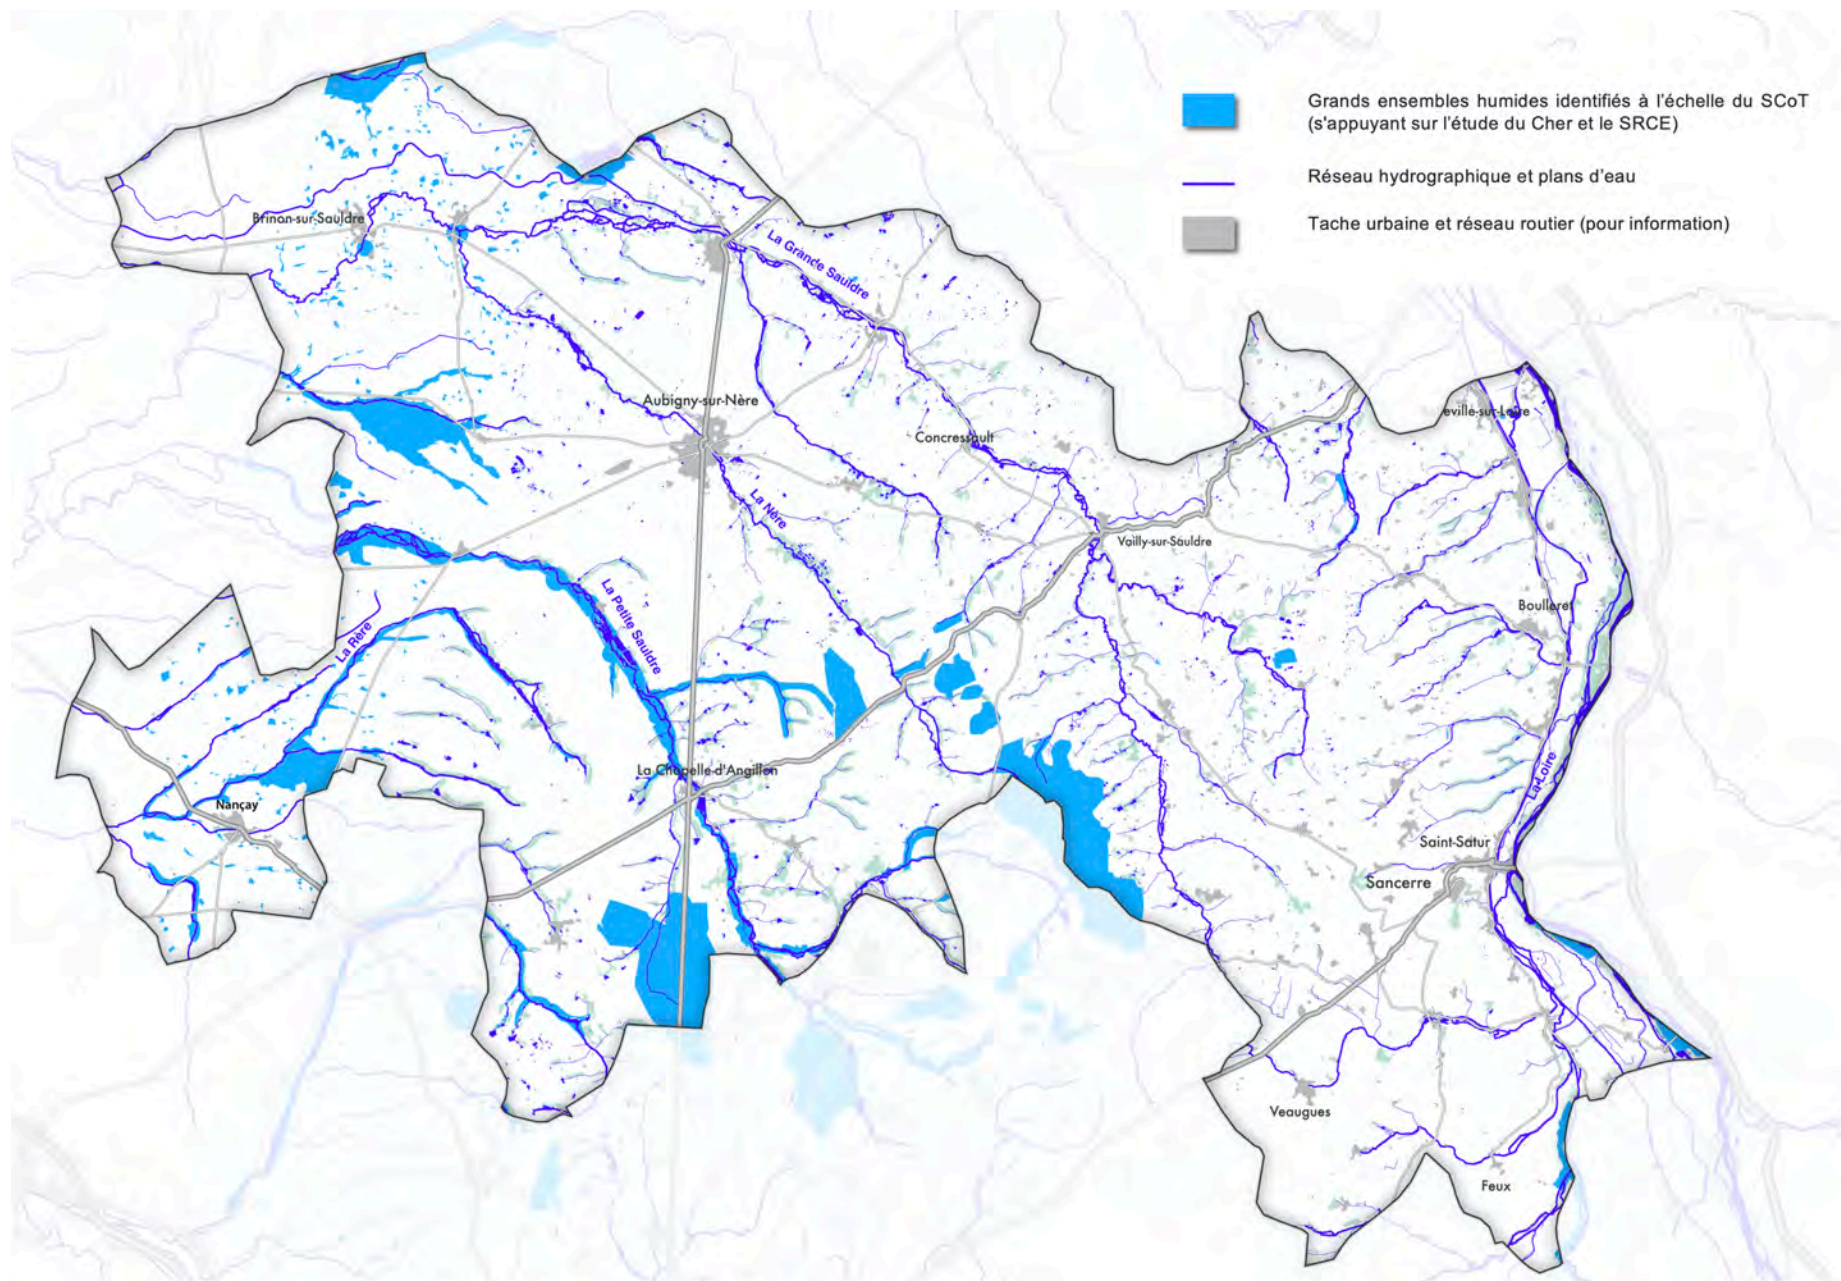 Grands ensembles humides identifiés à l'échelle du SCoT
(s'appuyant sur l'étude du Cher et le SRCE)
Réseau hydrographique et plans d'eau
Tache urbaine et réseau routier (pour information)
Brinon-sur-Sauldre
La Grande Sauldre
Aubigny-sur-Nère
eville-sur-Loire
Concressault
La Nère
Vailly-sur-Sauldre
Boulleret
La Petite Sauldre
La Rère
La Chapelle-d'Angillon
La Loire
Nançay
Saint-Satur
Sancerre
Veaugues
Feux